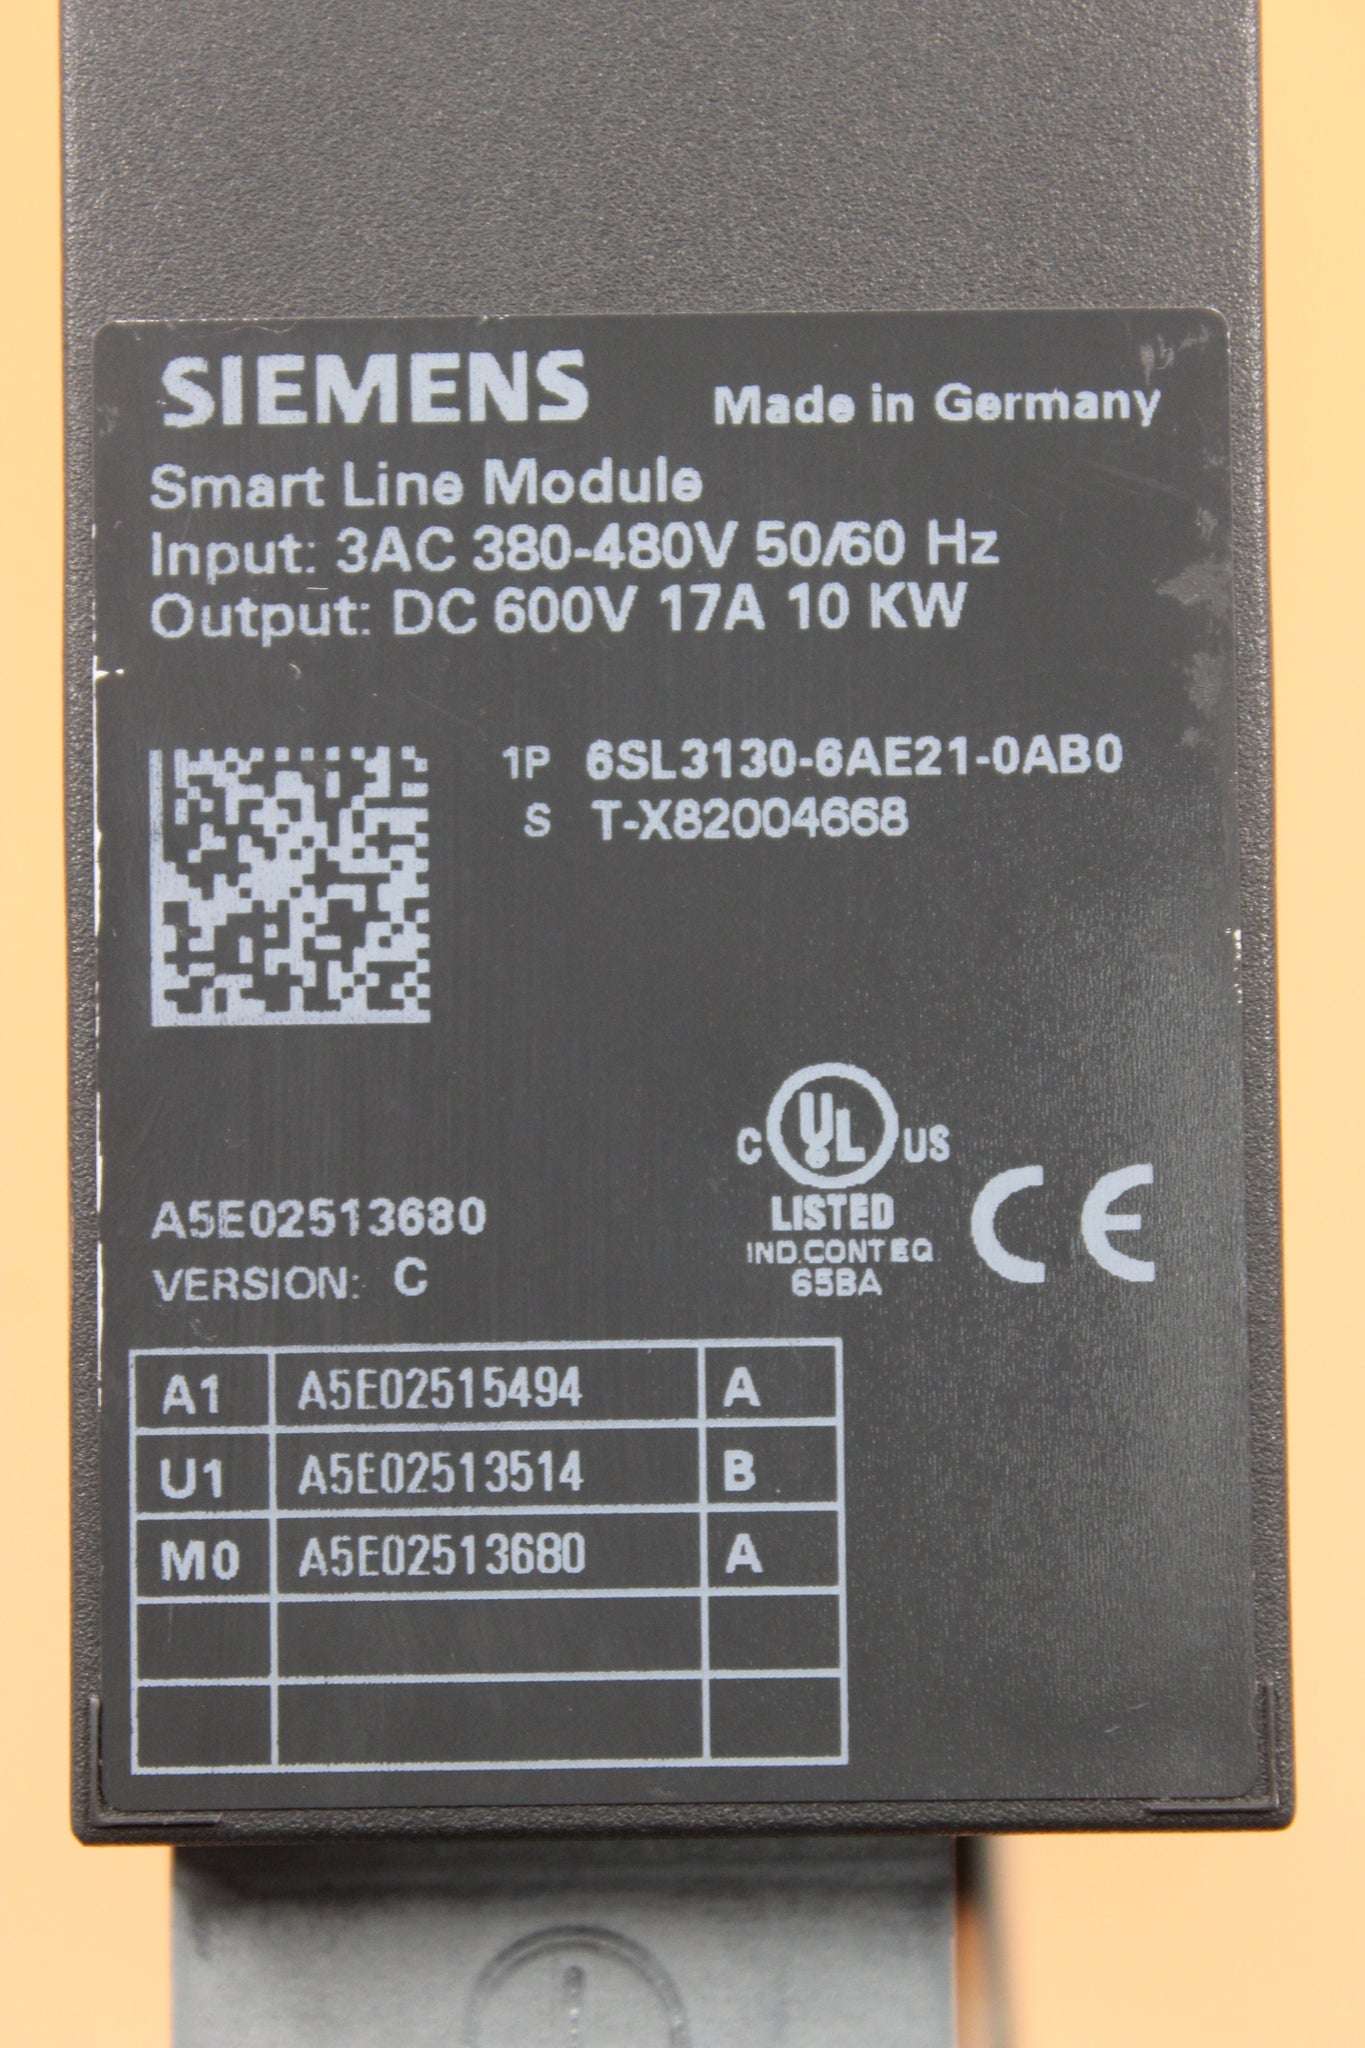 SIEMENS Made in Germany
Smart Line Module
Input: 3AC 380-480V 50/60 Hz
Output: DC 600V 17A 10 KW
1P 6SL3130-6AE21-0AB0
S T-X82004668
C UL US
LISTED
IND.CONT EQ
65BA
CE
A5E02513680
VERSION: C
A1 A5E02515494 A
U1 A5E02513514 B
M0 A5E02513680 A